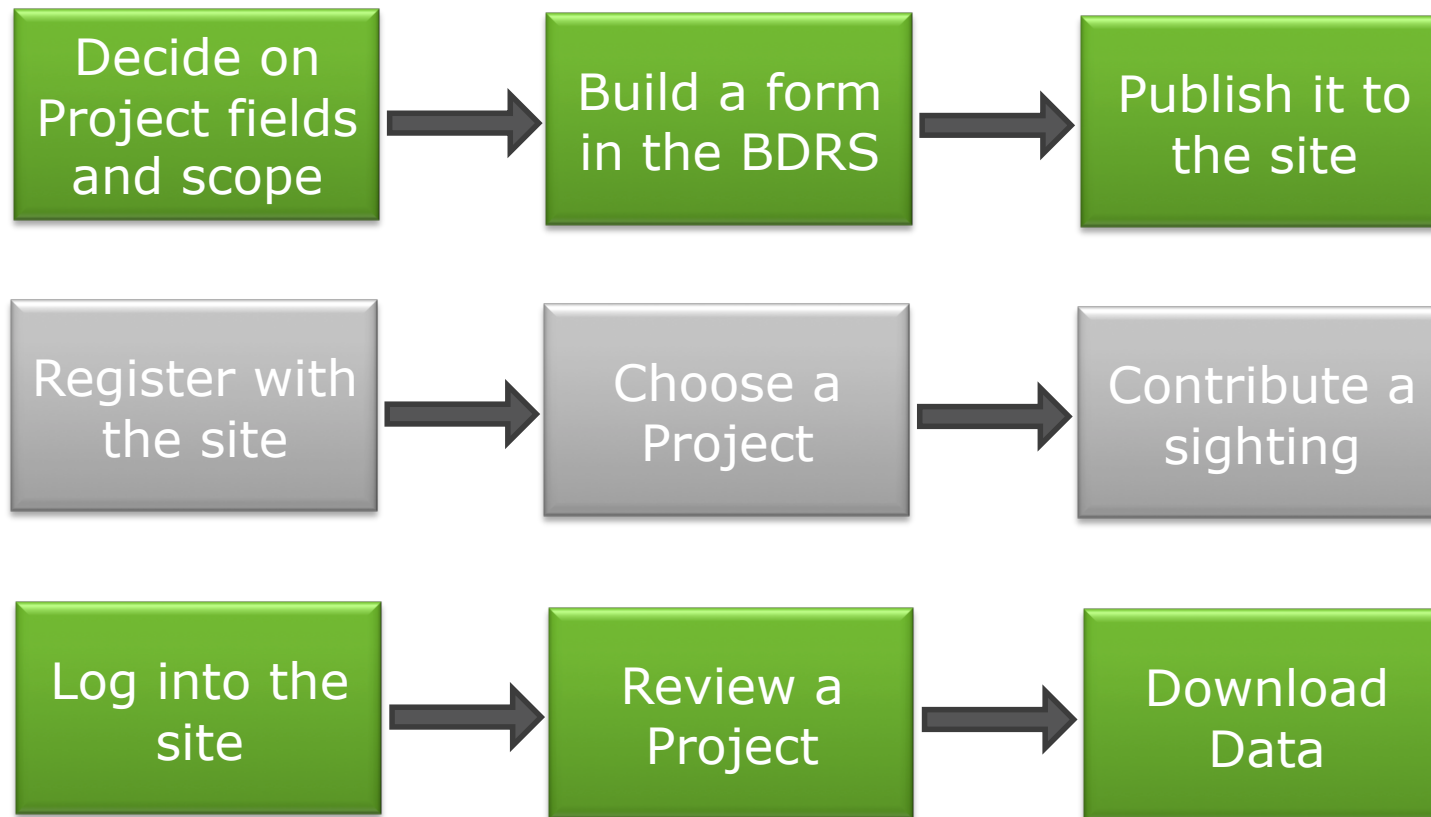 Decide on
Project fields
and scope
Build a form
in the BDRS
Publish it to
the site
Register with
the site
Choose a
Project
Contribute a
sighting
Log into the
site
Review a
Project
Download
Data